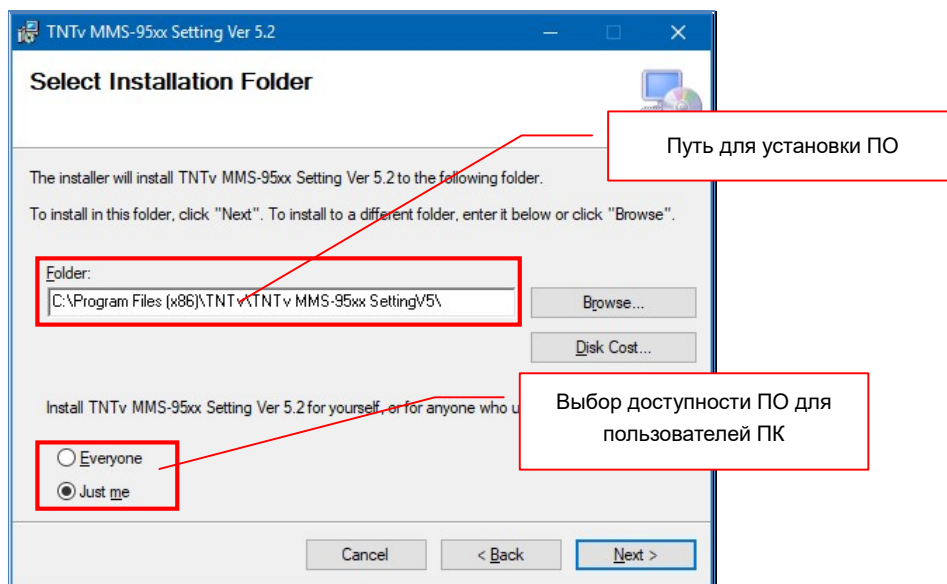 TNTv MMS-95xx Setting Ver 5.2
Select Installation Folder
Путь для установки ПО
The installer will install TNTv MMS-95xx Setting Ver 5.2 to the following folder.
To install in this folder, click "Next". To install to a different folder, enter it below or click "Browse".
Folder:
C:\Program Files (x86)\TNTv\TNTv MMS-95xx SettingV5\
Browse...
Disk Cost...
Install TNTv MMS-95xx Setting Ver 5.2 for yourself, or for anyone who
Выбор доступности ПО для
пользователей ПК
Everyone
Just me
Cancel
< Back
Next >